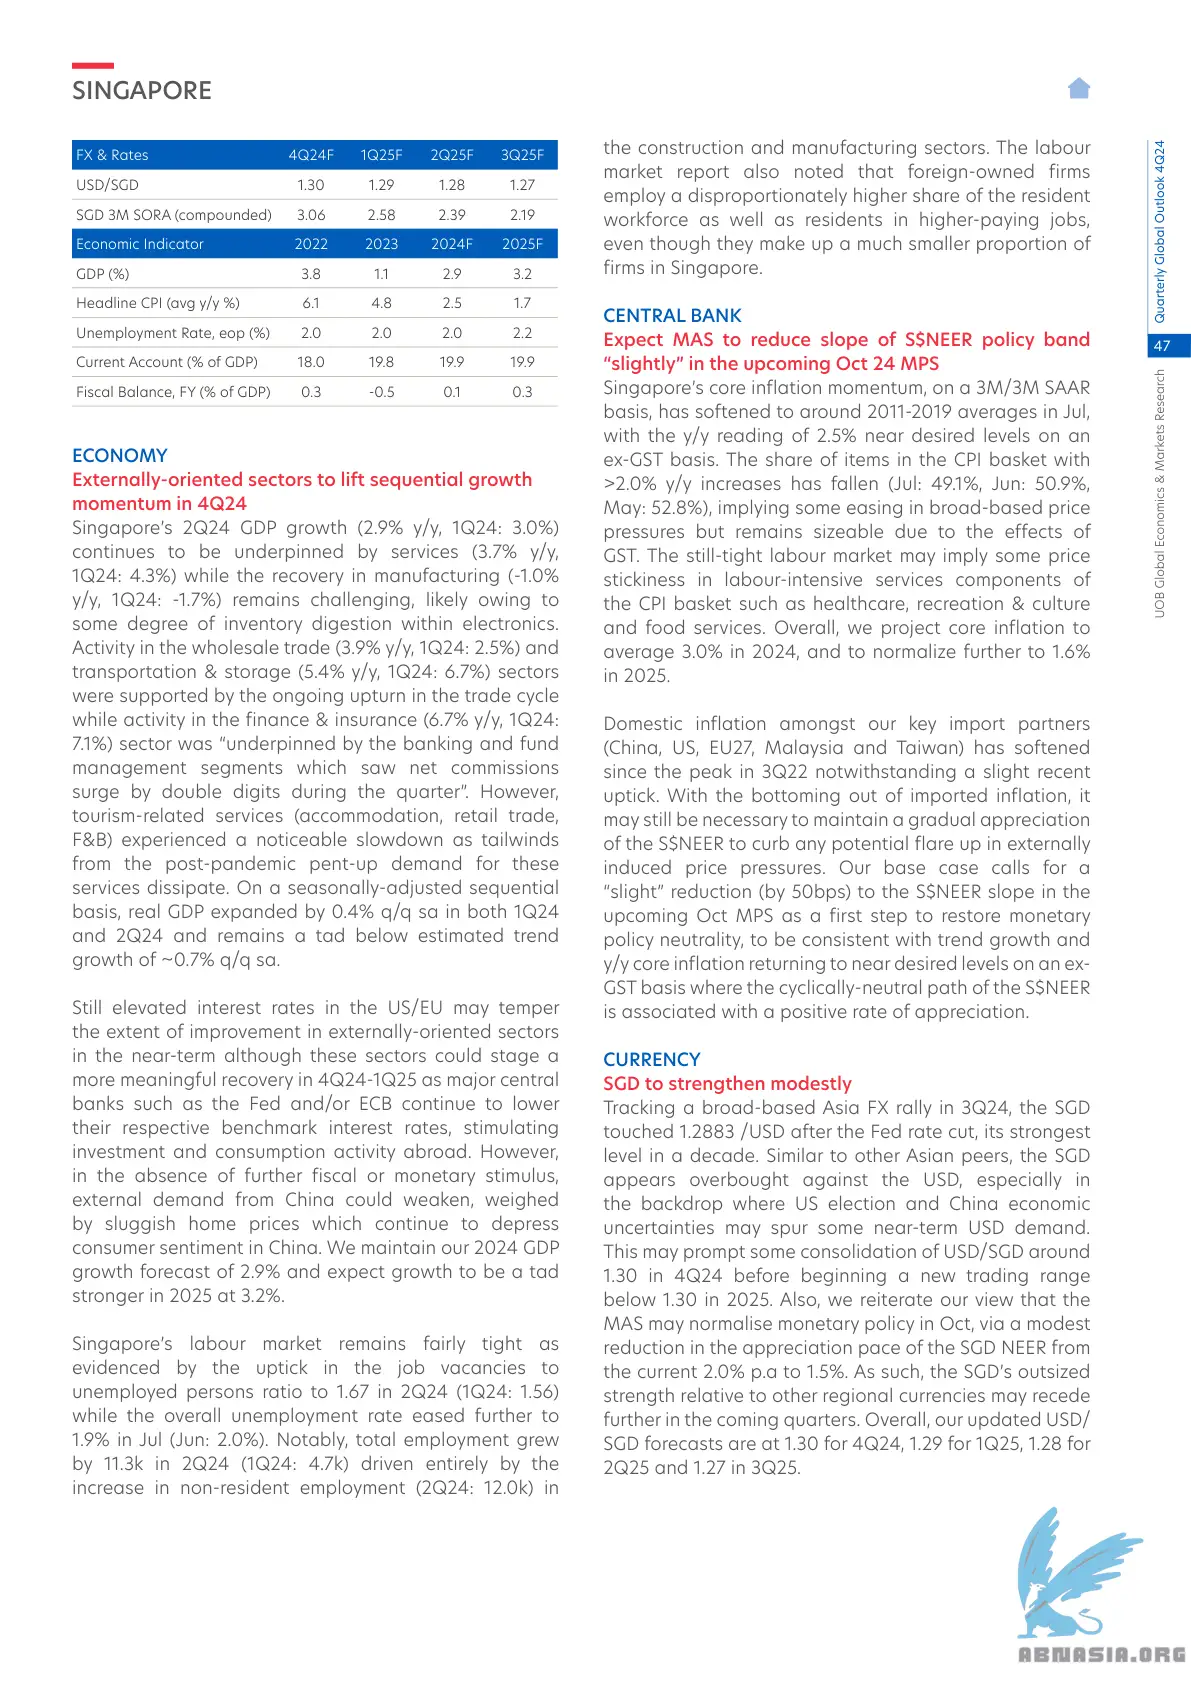 SINGAPORE
FX & Rates 4Q24F 1Q25F 2Q25F 3Q25F
USD/SGD 1.30 1.29 1.28 1.27
SGD 3M SORA (compounded) 3.06 2.58 2.39 2.19
Economic Indicator 2022 2023 2024F 2025F
GDP (%) 3.8 1.1 2.9 3.2
Headline CPI (avg y/y %) 6.1 4.8 2.5 1.7
Unemployment Rate, eop (%) 2.0 2.0 2.0 2.2
Current Account (% of GDP) 18.0 19.8 19.9 19.9
Fiscal Balance, FY (% of GDP) 0.3 -0.5 0.1 0.3
ECONOMY
Externally-oriented sectors to lift sequential growth
momentum in 4Q24
Singapore’s 2Q24 GDP growth (2.9% y/y, 1Q24: 3.0%)
continues to be underpinned by services (3.7% y/y,
1Q24: 4.3%) while the recovery in manufacturing (-1.0%
y/y, 1Q24: -1.7%) remains challenging, likely owing to
some degree of inventory digestion within electronics.
Activity in the wholesale trade (3.9% y/y, 1Q24: 2.5%) and
transportation & storage (5.4% y/y, 1Q24: 6.7%) sectors
were supported by the ongoing upturn in the trade cycle
while activity in the finance & insurance (6.7% y/y, 1Q24:
7.1%) sector was “underpinned by the banking and fund
management segments which saw net commissions
surge by double digits during the quarter”. However,
tourism-related services (accommodation, retail trade,
F&B) experienced a noticeable slowdown as tailwinds
from the post-pandemic pent-up demand for these
services dissipate. On a seasonally-adjusted sequential
basis, real GDP expanded by 0.4% q/q sa in both 1Q24
and 2Q24 and remains a tad below estimated trend
growth of ~0.7% q/q sa.
Still elevated interest rates in the US/EU may temper
the extent of improvement in externally-oriented sectors
in the near-term although these sectors could stage a
more meaningful recovery in 4Q24-1Q25 as major central
banks such as the Fed and/or ECB continue to lower
their respective benchmark interest rates, stimulating
investment and consumption activity abroad. However,
in the absence of further fiscal or monetary stimulus,
external demand from China could weaken, weighed
by sluggish home prices which continue to depress
consumer sentiment in China. We maintain our 2024 GDP
growth forecast of 2.9% and expect growth to be a tad
stronger in 2025 at 3.2%.
Singapore’s labour market remains fairly tight as
evidenced by the uptick in the job vacancies to
unemployed persons ratio to 1.67 in 2Q24 (1Q24: 1.56)
while the overall unemployment rate eased further to
1.9% in Jul (Jun: 2.0%). Notably, total employment grew
by 11.3k in 2Q24 (1Q24: 4.7k) driven entirely by the
increase in non-resident employment (2Q24: 12.0k) in
the construction and manufacturing sectors. The labour
market report also noted that foreign-owned firms
employ a disproportionately higher share of the resident
workforce as well as residents in higher-paying jobs,
even though they make up a much smaller proportion of
firms in Singapore.
CENTRAL BANK
Expect MAS to reduce slope of S$NEER policy band
“slightly” in the upcoming Oct 24 MPS
Singapore’s core inflation momentum, on a 3M/3M SAAR
basis, has softened to around 2011-2019 averages in Jul,
with the y/y reading of 2.5% near desired levels on an
ex-GST basis. The share of items in the CPI basket with
>2.0% y/y increases has fallen (Jul: 49.1%, Jun: 50.9%,
May: 52.8%), implying some easing in broad-based price
pressures but remains sizeable due to the effects of
GST. The still-tight labour market may imply some price
stickiness in labour-intensive services components of
the CPI basket such as healthcare, recreation & culture
and food services. Overall, we project core inflation to
average 3.0% in 2024, and to normalize further to 1.6%
in 2025.
Domestic inflation amongst our key import partners
(China, US, EU27, Malaysia and Taiwan) has softened
since the peak in 3Q22 notwithstanding a slight recent
uptick. With the bottoming out of imported inflation, it
may still be necessary to maintain a gradual appreciation
of the S$NEER to curb any potential flare up in externally
induced price pressures. Our base case calls for a
“slight” reduction (by 50bps) to the S$NEER slope in the
upcoming Oct MPS as a first step to restore monetary
policy neutrality, to be consistent with trend growth and
y/y core inflation returning to near desired levels on an ex-
GST basis where the cyclically-neutral path of the S$NEER
is associated with a positive rate of appreciation.
CURRENCY
SGD to strengthen modestly
Tracking a broad-based Asia FX rally in 3Q24, the SGD
touched 1.2883 /USD after the Fed rate cut, its strongest
level in a decade. Similar to other Asian peers, the SGD
appears overbought against the USD, especially in
the backdrop where US election and China economic
uncertainties may spur some near-term USD demand.
This may prompt some consolidation of USD/SGD around
1.30 in 4Q24 before beginning a new trading range
below 1.30 in 2025. Also, we reiterate our view that the
MAS may normalise monetary policy in Oct, via a modest
reduction in the appreciation pace of the SGD NEER from
the current 2.0% p.a to 1.5%. As such, the SGD’s outsized
strength relative to other regional currencies may recede
further in the coming quarters. Overall, our updated USD/
SGD forecasts are at 1.30 for 4Q24, 1.29 for 1Q25, 1.28 for
2Q25 and 1.27 in 3Q25.
Quarterly Global Outlook 4Q24
47
UOB Global Economics & Markets Research
ABNASIA.ORG